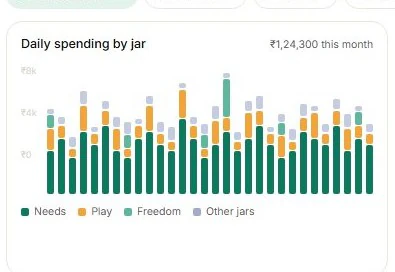 Daily spending by jar
₹1,24,300 this month
₹8k
₹4k
₹0
Needs
Play
Freedom
Other jars